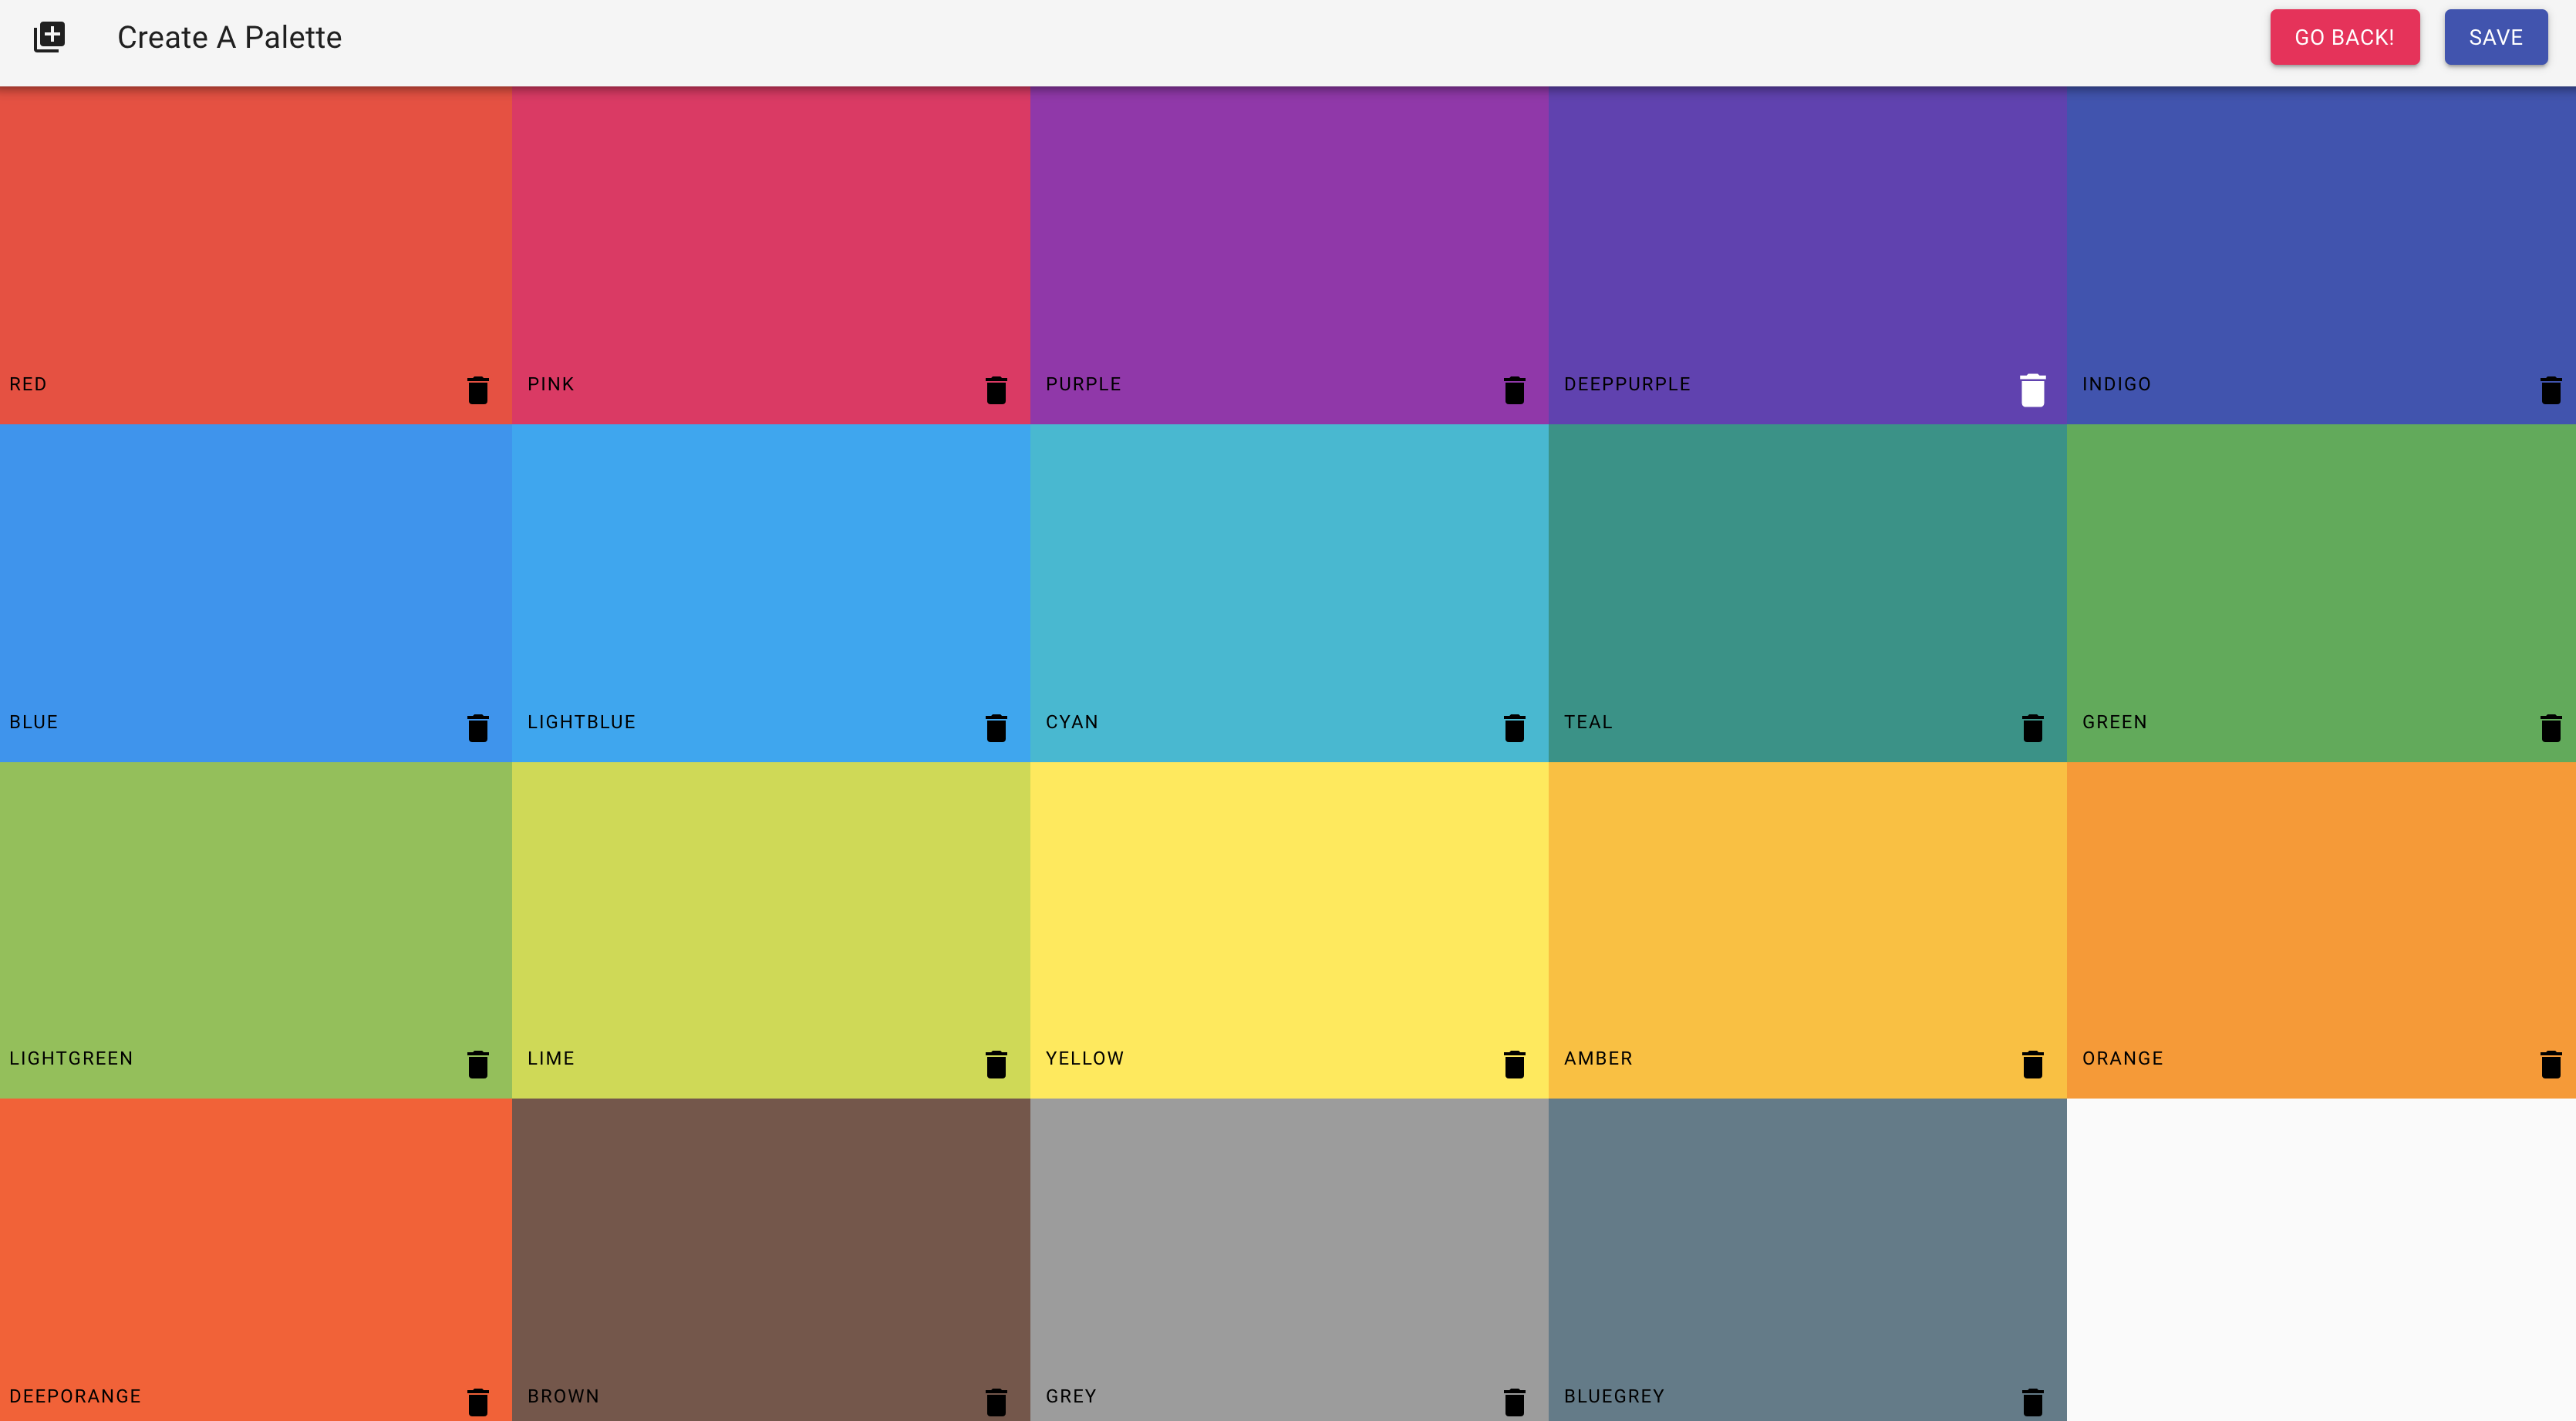 Create A Palette
GO BACK!
SAVE
RED
PINK
PURPLE
DEEPPURPLE
INDIGO
BLUE
LIGHTBLUE
CYAN
TEAL
GREEN
LIGHTGREEN
LIME
YELLOW
AMBER
ORANGE
DEEPORANGE
BROWN
GREY
BLUEGREY